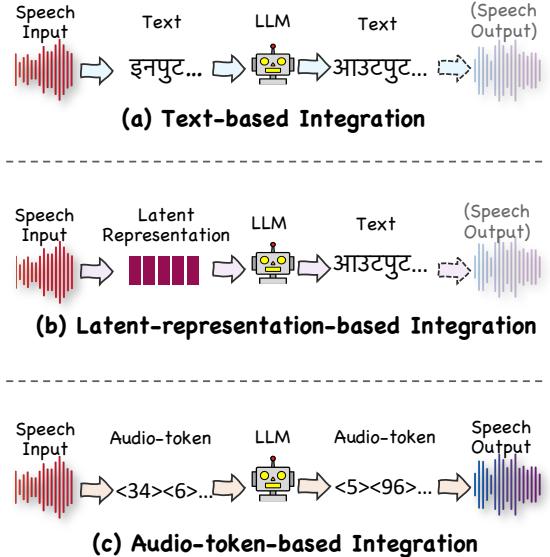 Speech Input
Text
LLM
Text
(Speech Output)
इनपुट...
आउटपुट...
(a) Text-based Integration
Speech Input
Latent Representation
LLM
Text
(Speech Output)
आउटपुट...
(b) Latent-representation-based Integration
Speech Input
Audio-token
LLM
Audio-token
Speech Output
<34><6>...
<5><96>...
(c) Audio-token-based Integration